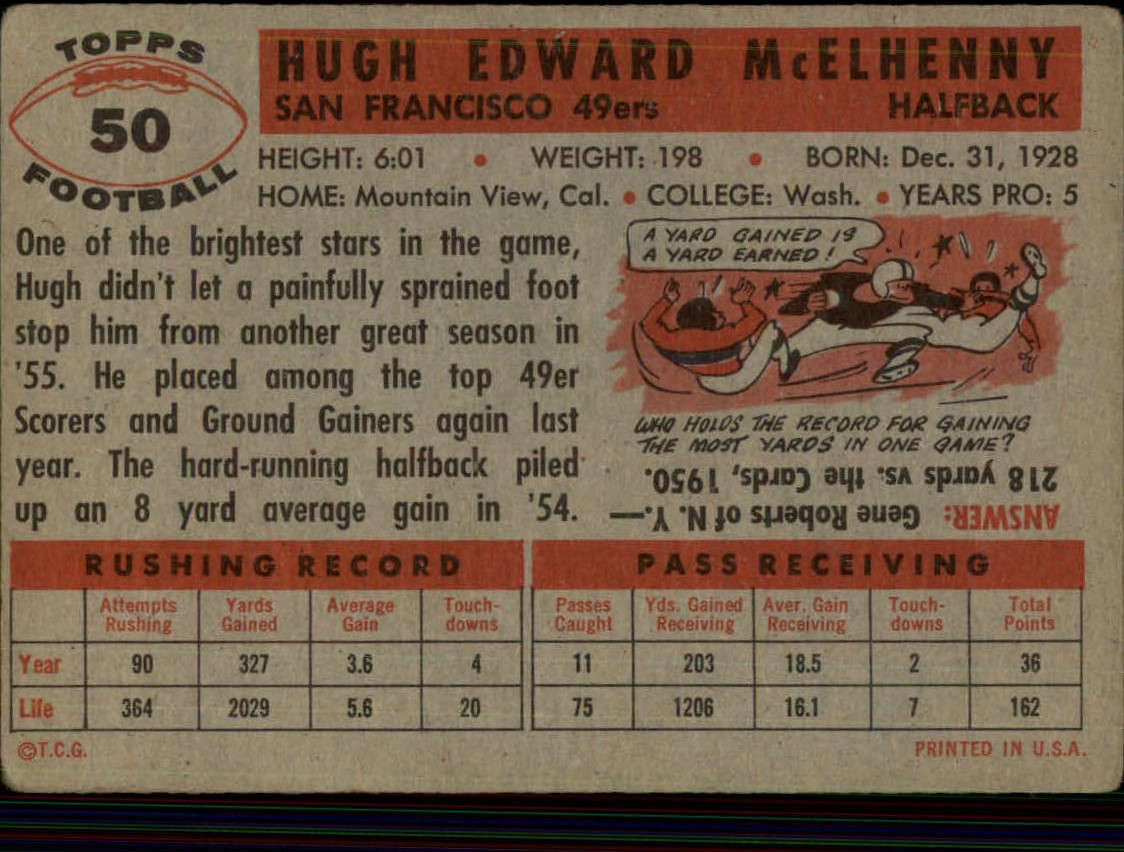 TOPPS
50
FOOTBALL
HUGH EDWARD McELHENNY
SAN FRANCISCO 49ers HALFBACK
HEIGHT: 6:01 • WEIGHT: 198 • BORN: Dec. 31, 1928
HOME: Mountain View, Cal. • COLLEGE: Wash. • YEARS PRO: 5
One of the brightest stars in the game,
Hugh didn't let a painfully sprained foot
stop him from another great season in
'55. He placed among the top 49er
Scorers and Ground Gainers again last
year. The hard-running halfback piled
up an 8 yard average gain in '54.
A YARD GAINED IS
A YARD EARNED!
WHO HOLDS THE RECORD FOR GAINING
THE MOST YARDS IN ONE GAME?
ANSWER: Gene Roberts of N. Y.—
218 yards vs. the Cards, 1950.
RUSHING RECORD
Attempts Rushing Yards Gained Average Gain Touch-downs
Year 90 327 3.6 4
Life 364 2029 5.6 20
PASS RECEIVING
Passes Caught Yds. Gained Receiving Aver. Gain Receiving Touch-downs Total Points
11 203 18.5 2 36
75 1206 16.1 7 162
©T.C.G.
PRINTED IN U.S.A.